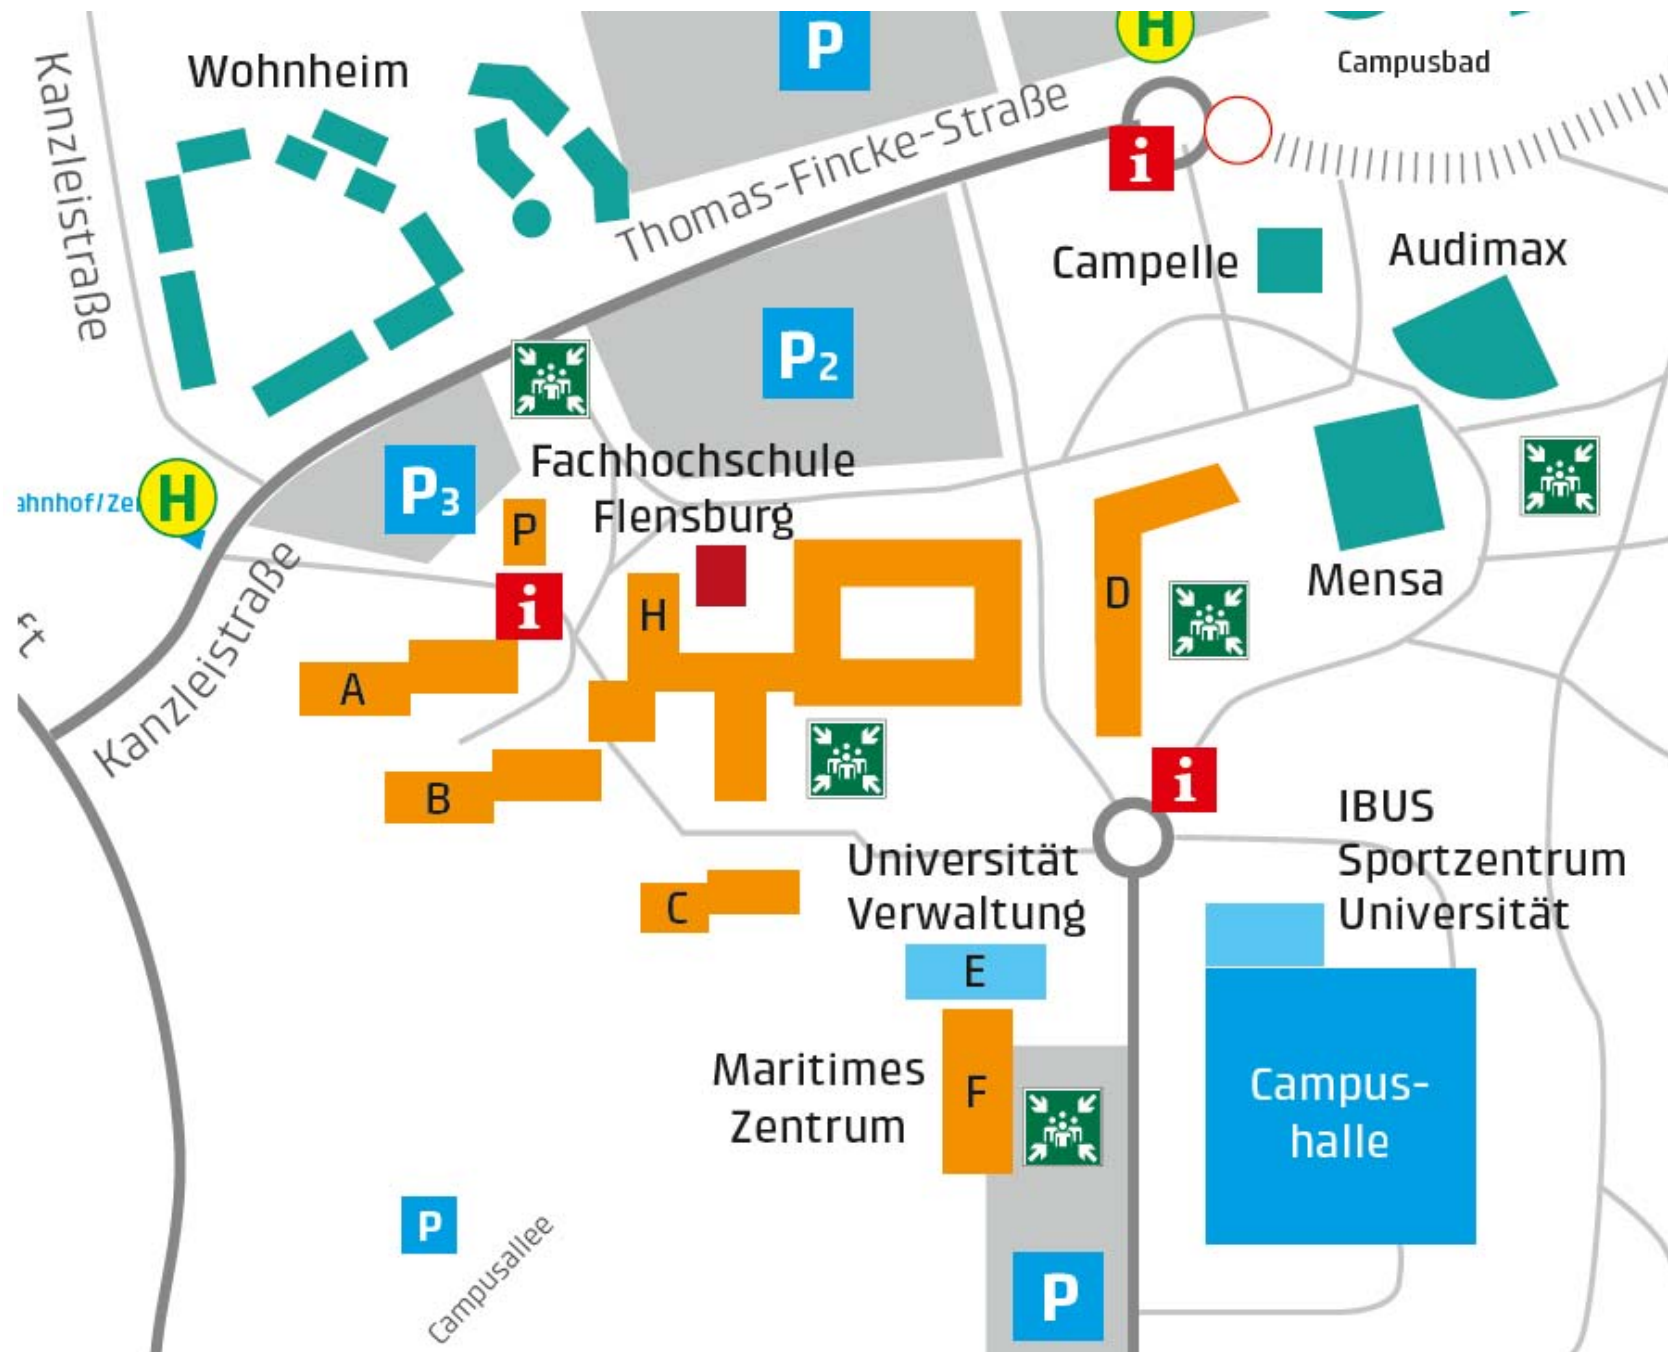 P
H
Campusbad
Wohnheim
Kanzleistraße
Thomas-Fincke-Straße
i
Campelle
Audimax
P2
P3
H
Fachhochschule
Flensburg
P
i
H
D
Mensa
Kanzleistraße
A
B
C
i
IBUS
Sportzentrum
Universität
Universität
Verwaltung
E
Maritimes
Zentrum
F
Campus-
halle
P
Campusallee
P